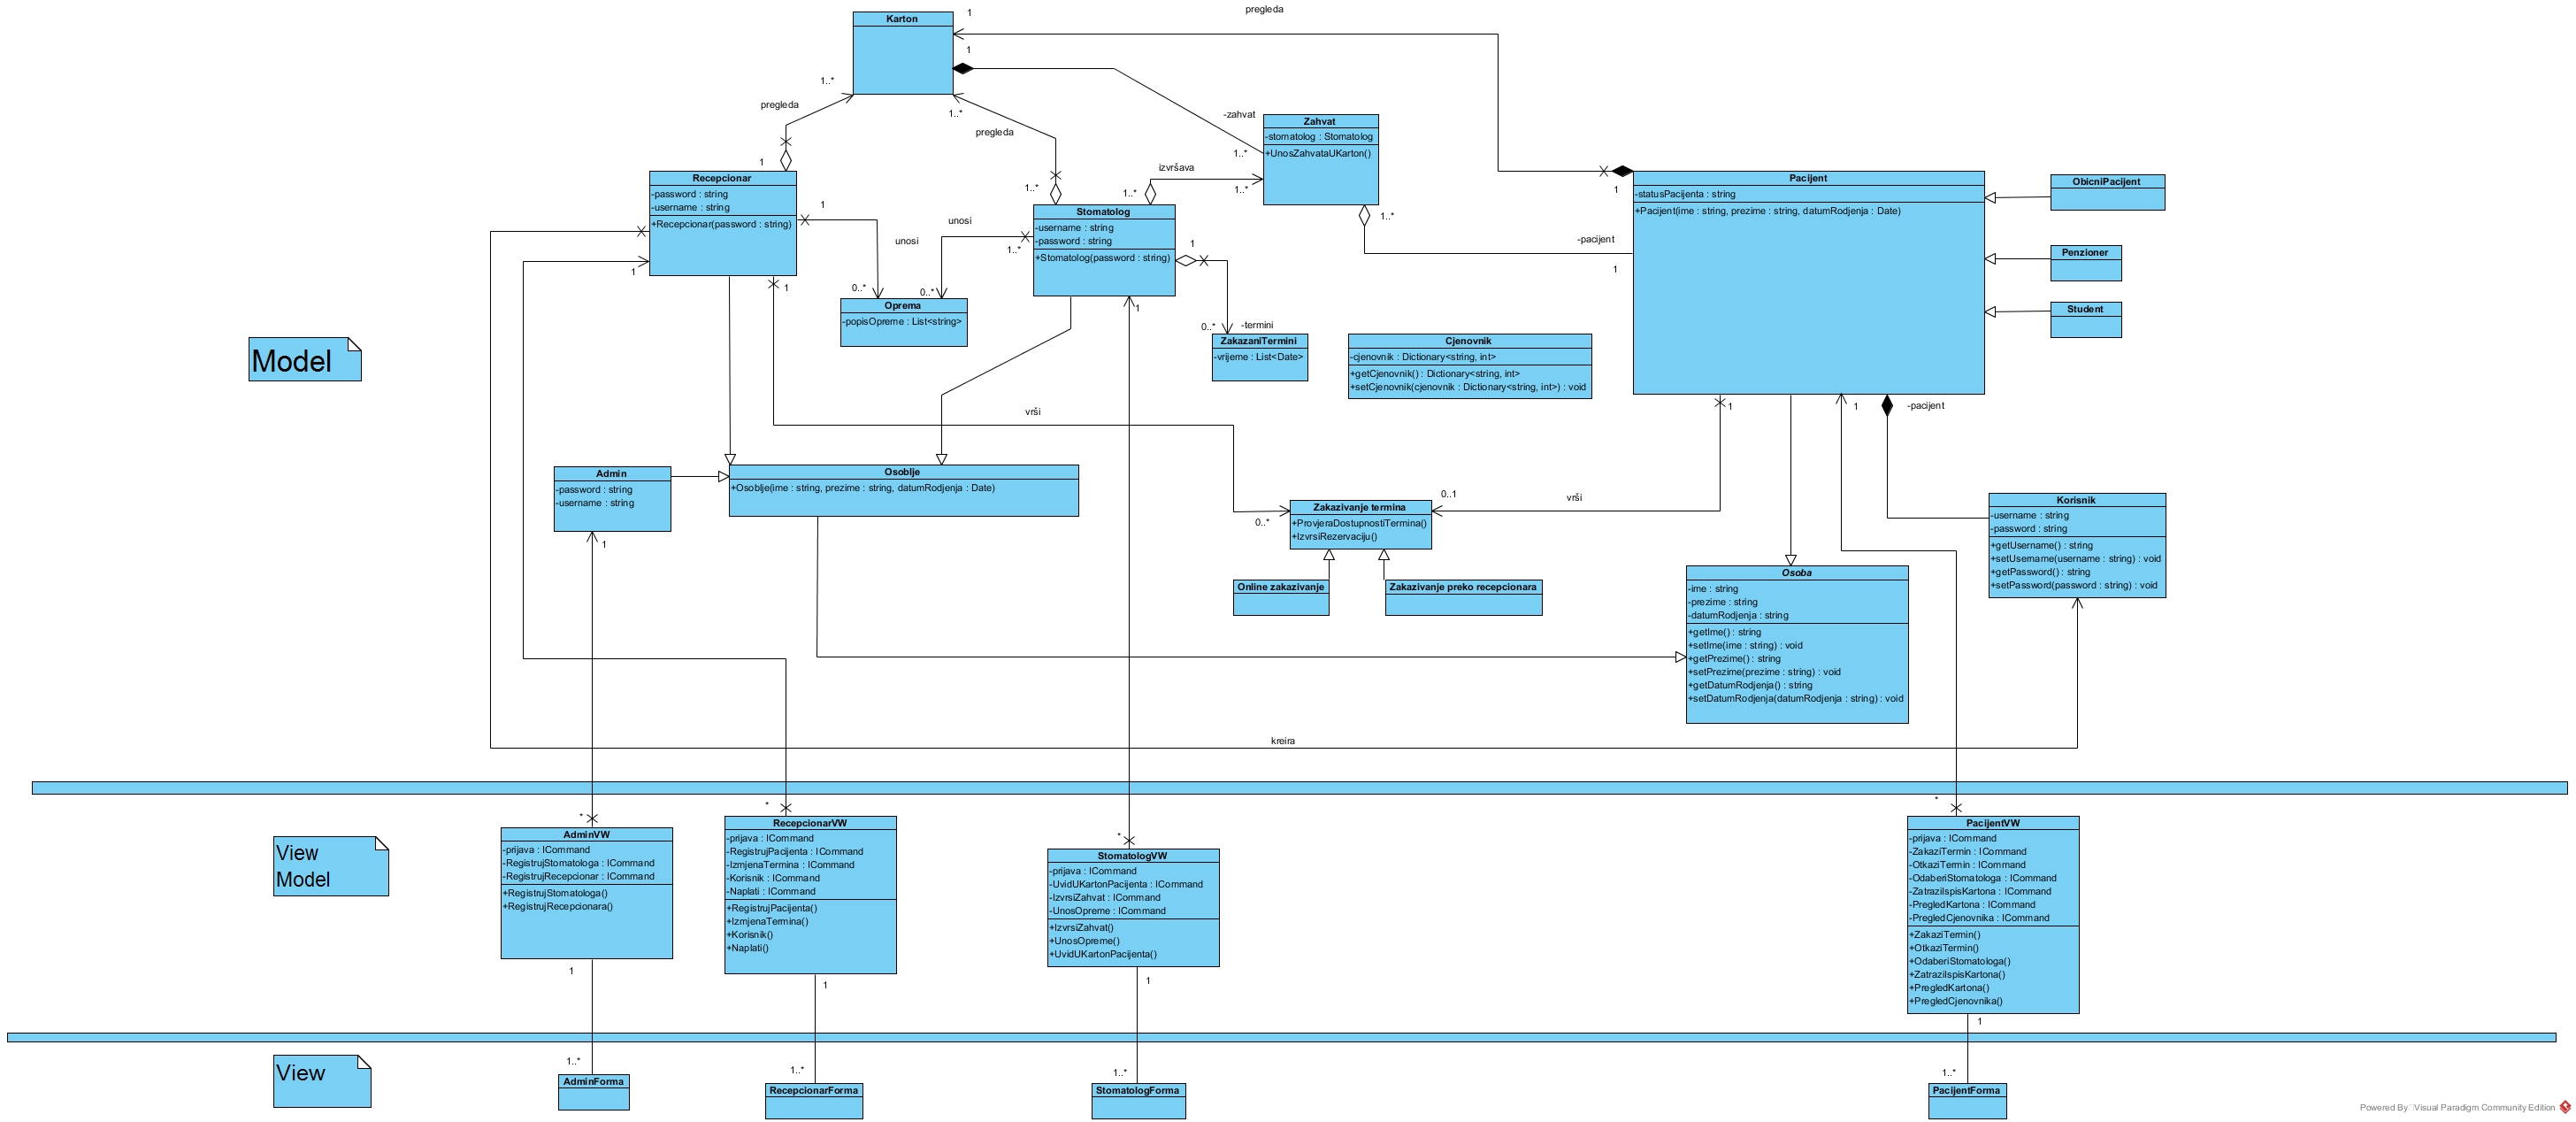 1
pregleda
Karton
1
1..*
pregleda
1..*
pregleda
-zahvat
1..*
Zahvat
-stomatolog : Stomatolog
+UnosZahvataUKarton()
1
Recepcionar
-password : string
-username : string
+Recepcionar(password : string)
1
unosi
1
1
1..*
izvršava
1..*
1..*
unosi
1..*
Stomatolog
-username : string
-password : string
+Stomatolog(password : string)
1
1..*
-pacijent
1
1
Pacijent
-statusPacijenta : string
+Pacijent(ime : string, prezime : string, datumRodjenja : Date)
ObicniPacijent
Penzioner
Student
0..*
0..*
Oprema
-popisOpreme : List<string>
1
0..*
-termini
ZakazaniTermini
-vrijeme : List<Date>
Cjenovnik
-cjenovnik : Dictionary<string, int>
+getCjenovnik() : Dictionary<string, int>
+setCjenovnik(cjenovnik : Dictionary<string, int>) : void
Model
vrši
1
1
-pacijent
Admin
-password : string
-username : string
1
Osoblje
+Osoblje(ime : string, prezime : string, datumRodjenja : Date)
0..*
0..1
vrši
Zakazivanje termina
+ProvjeraDostupnostiTermina()
+IzvrsiRezervaciju()
Online zakazivanje
Zakazivanje preko recepcionara
Korisnik
-username : string
-password : string
+getUsername() : string
+setUsername(username : string) : void
+getPassword() : string
+setPassword(password : string) : void
Osoba
-ime : string
-prezime : string
-datumRodjenja : string
+getIme() : string
+setIme(ime : string) : void
+getPrezime() : string
+setPrezime(prezime : string) : void
+getDatumRodjenja() : string
+setDatumRodjenja(datumRodjenja : string) : void
kreira
View
Model
*
AdminVW
-prijava : ICommand
-RegistrujStomatologa : ICommand
-RegistrujRecepcionar : ICommand
+RegistrujStomatologa()
+RegistrujRecepcionara()
1
*
RecepcionarVW
-prijava : ICommand
-RegistrujPacijenta : ICommand
-IzmjenaTermina : ICommand
-Korisnik : ICommand
-Naplati : ICommand
+RegistrujPacijenta()
+IzmjenaTermina()
+Korisnik()
+Naplati()
1
*
StomatologVW
-prijava : ICommand
-UvidUKartonPacijenta : ICommand
-IzvrsiZahvat : ICommand
-UnosOpreme : ICommand
+IzvrsiZahvat()
+UnosOpreme()
+UvidUKartonPacijenta()
1
*
PacijentVW
-prijava : ICommand
-ZakaziTermin : ICommand
-OtkaziTermin : ICommand
-OdaberiStomatologa : ICommand
-ZatraziIspisKartona : ICommand
-PregledKartona : ICommand
-PregledCjenovnika : ICommand
+ZakaziTermin()
+OtkaziTermin()
+OdaberiStomatologa()
+ZatraziIspisKartona()
+PregledKartona()
+PregledCjenovnika()
1
View
1..*
AdminForma
1..*
RecepcionarForma
1..*
StomatologForma
1..*
PacijentForma
Powered By Visual Paradigm Community Edition